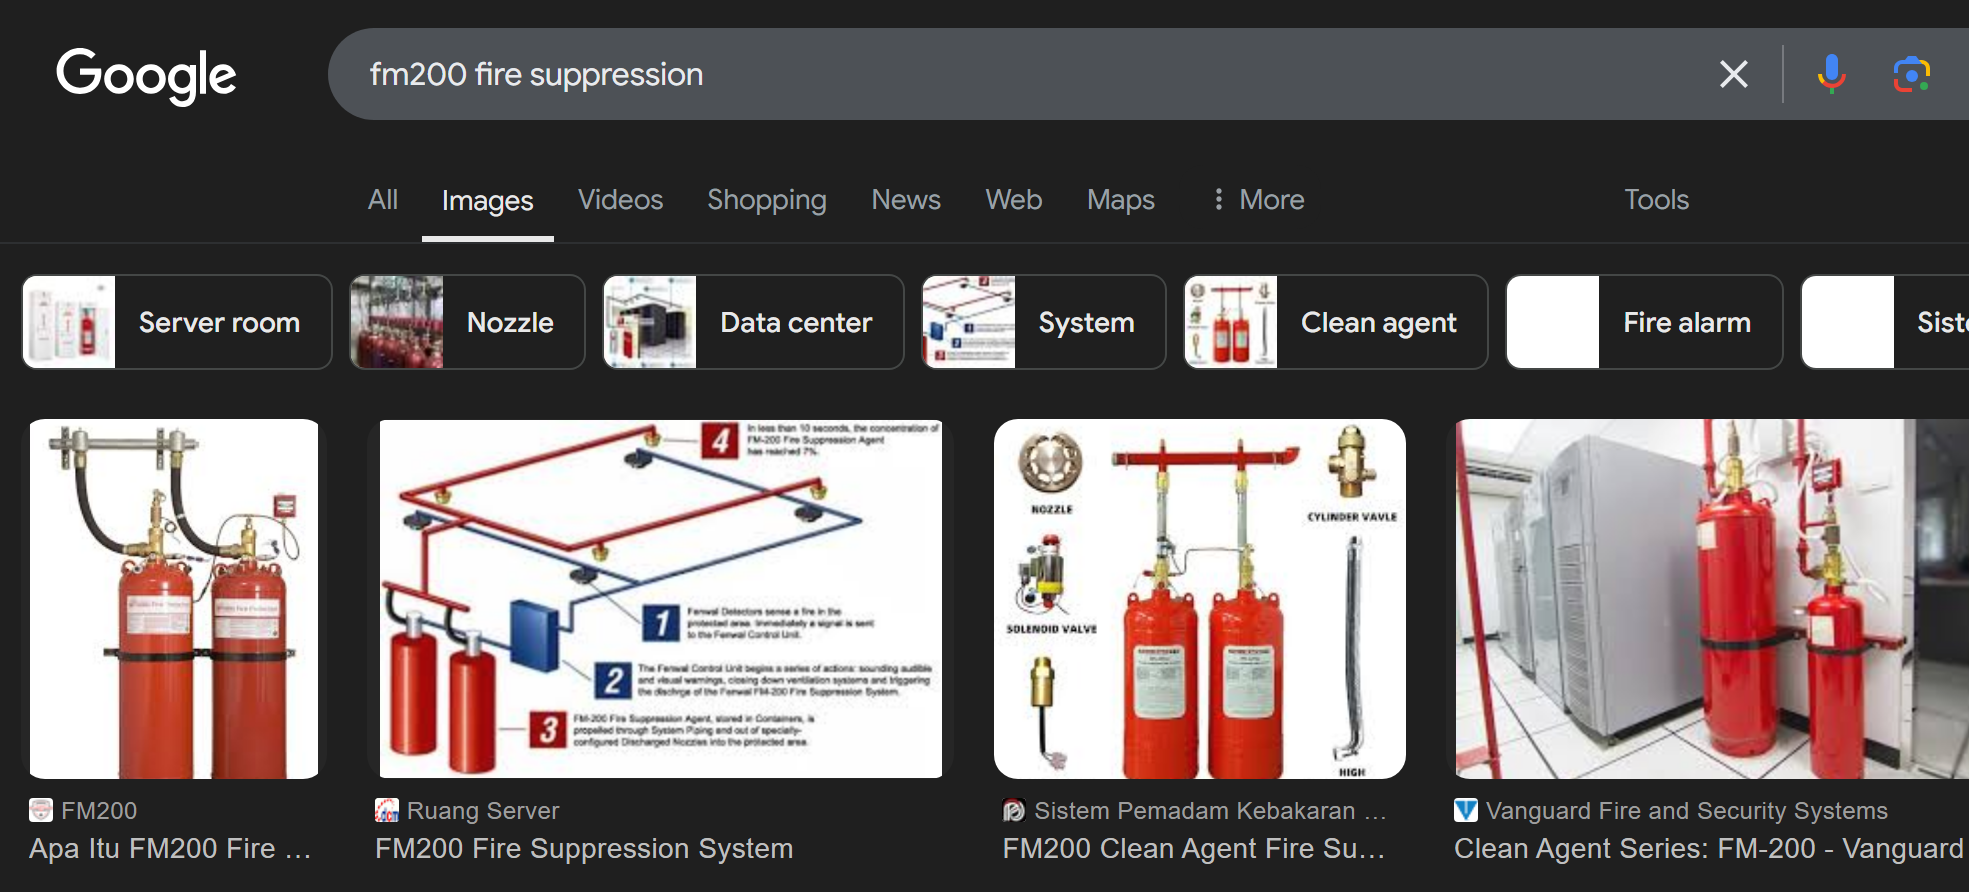 Google
fm200 fire suppression
All
Images
Videos
Shopping
News
Web
Maps
More
Tools
Server room
Nozzle
Data center
System
Clean agent
Fire alarm
Siste
4
In less than 10 seconds, the concentration of
FM-200 Fire Suppression Agent
has reached 7%.
1
Fenwal Detectors sense a fire in the
protected area. Immediately a signal is sent
to the Fenwal Control Unit.
2
The Fenwal Control Unit begins a series of actions: sounding audible
and visual warnings, closing down ventilation systems and triggering
the dischrge of the Fenwal FM-200 Fire Suppression System.
3
FM-200 Fire Suppression Agent, stored in Containers, is
propelled through System Piping and out of specially-
configured Discharged Nozzles into the protected area.
NOZZLE
CYLINDER VAVLE
SOLENOID VALVE
HIGH
FM200
Apa Itu FM200 Fire ...
Ruang Server
FM200 Fire Suppression System
Sistem Pemadam Kebakaran ...
FM200 Clean Agent Fire Su...
Vanguard Fire and Security Systems
Clean Agent Series: FM-200 - Vanguard